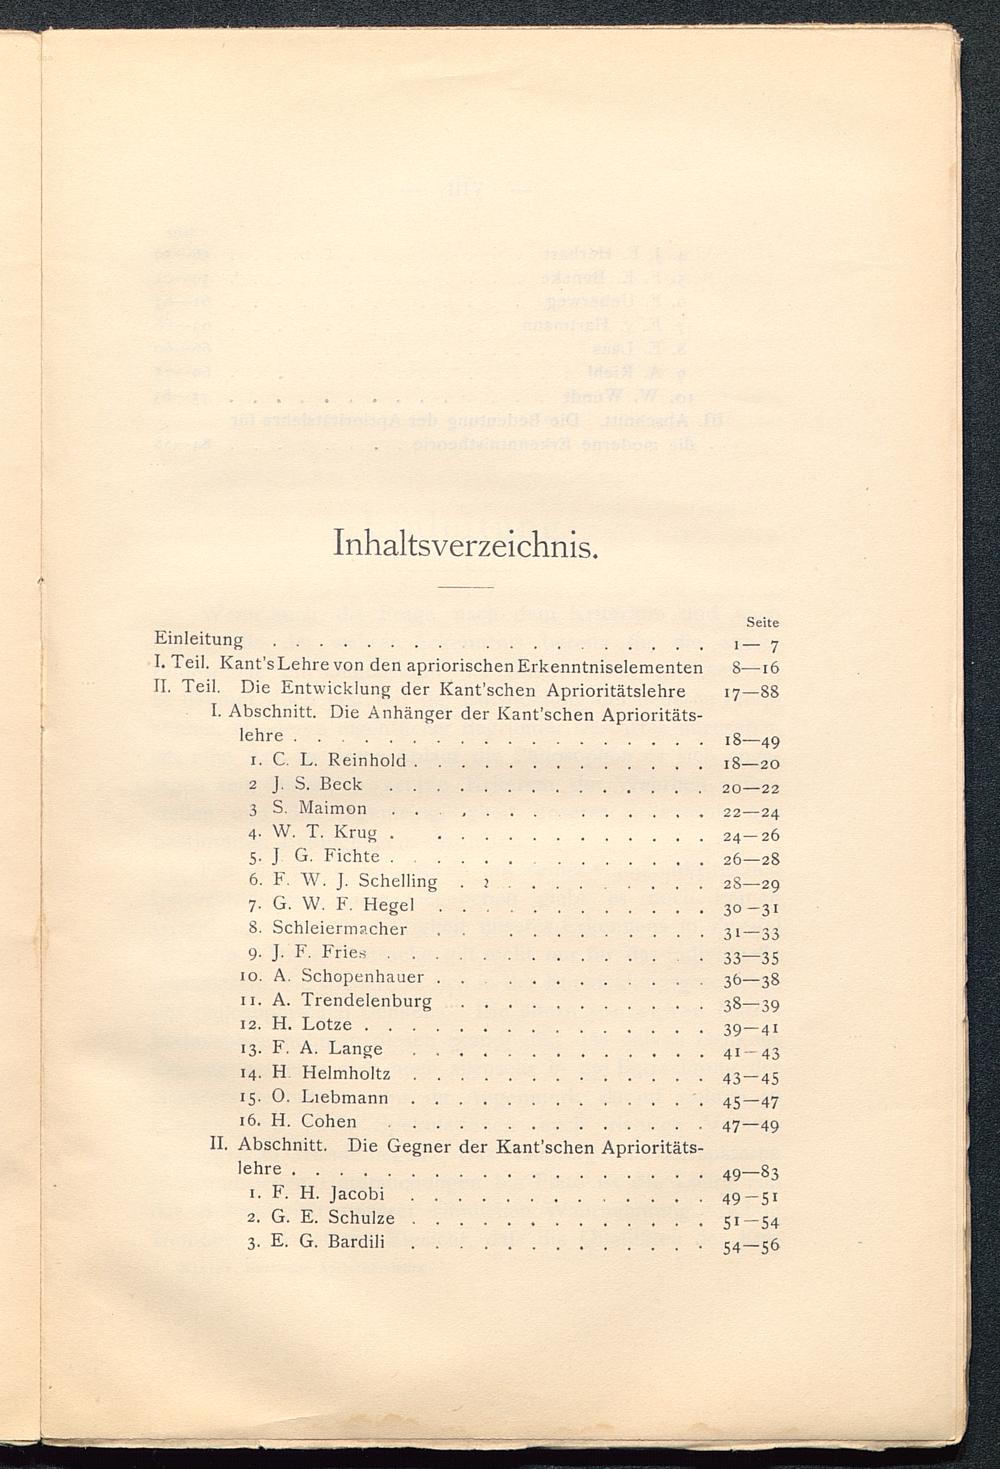 Inhaltsverzeichnis.
Seite
Einleitung . . . . . . . . . . . . . . . . . . 1— 7
I. Teil. Kant's Lehre von den apriorischen Erkenntniselementen 8—16
II. Teil. Die Entwicklung der Kant'schen Aprioritätslehre 17—88
I. Abschnitt. Die Anhänger der Kant'schen Aprioritäts-
lehre . . . . . . . . . . . . . . . . . . 18—49
1. C. L. Reinhold . . . . . . . . . . . . . 18—20
2 J. S. Beck . . . . . . . . . . . . . . 20—22
3 S. Maimon . . . . . . . . . . . . . . 22—24
4. W. T. Krug . . . . . . . . . . . . . . 24—26
5. J G. Fichte . . . . . . . . . . . . . . 26—28
6. F. W. J. Schelling . . . . . . . . . . . 28—29
7. G. W. F. Hegel . . . . . . . . . . . . 30—31
8. Schleiermacher . . . . . . . . . . . . 31—33
9. J. F. Fries . . . . . . . . . . . . . . 33—35
10. A. Schopenhauer . . . . . . . . . . . . 36—38
11. A. Trendelenburg . . . . . . . . . . . 38—39
12. H. Lotze . . . . . . . . . . . . . . . 39—41
13. F. A. Lange . . . . . . . . . . . . . 41—43
14. H. Helmholtz . . . . . . . . . . . . . 43—45
15. O. Liebmann . . . . . . . . . . . . . 45—47
16. H. Cohen . . . . . . . . . . . . . . 47—49
II. Abschnitt. Die Gegner der Kant'schen Aprioritäts-
lehre . . . . . . . . . . . . . . . . . . 49—83
1. F. H. Jacobi . . . . . . . . . . . . . 49—51
2. G. E. Schulze . . . . . . . . . . . . . 51—54
3. E. G. Bardili . . . . . . . . . . . . . 54—56